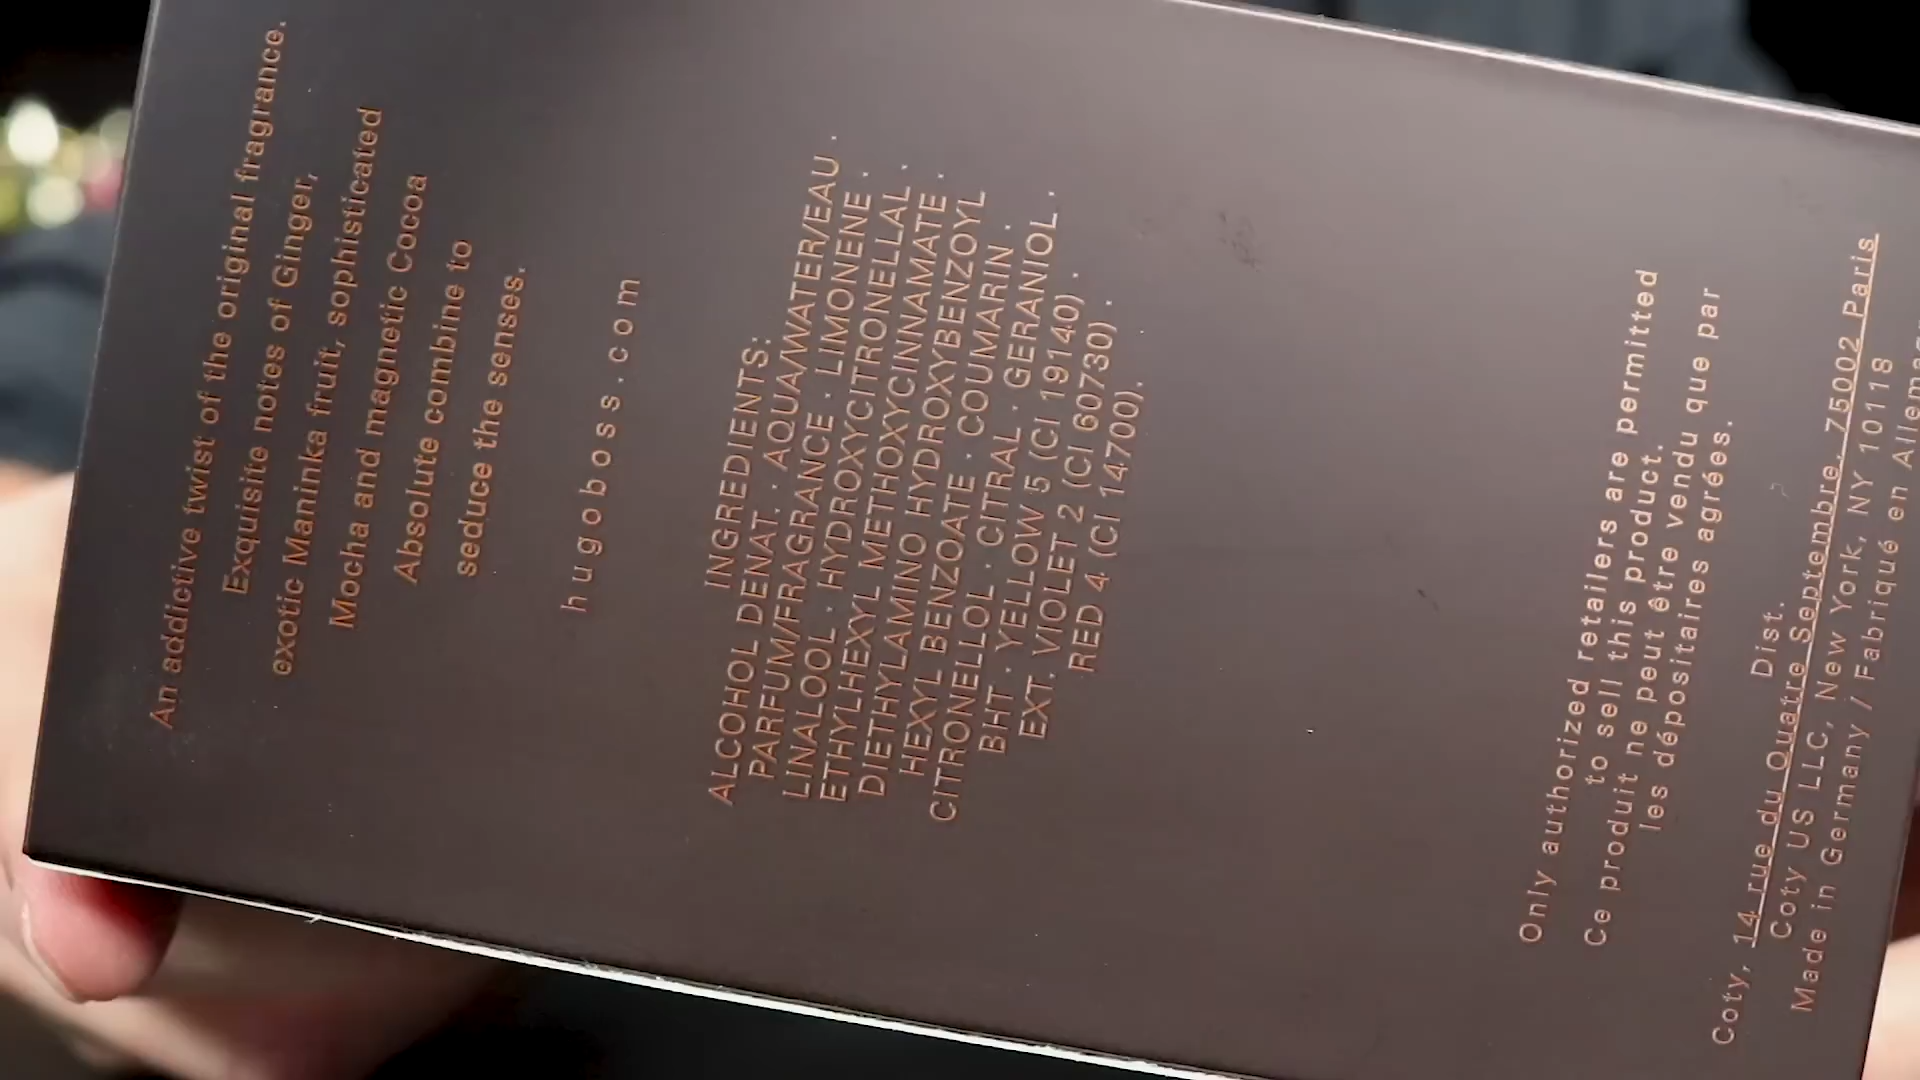 An addictive twist of the original fragrance.
Exquisite notes of Ginger,
exotic Maninka fruit, sophisticated
Mocha and magnetic Cocoa
Absolute combine to
seduce the senses.
hugoboss.com
INGREDIENTS:
ALCOHOL DENAT. · AQUA/WATER/EAU ·
PARFUM/FRAGRANCE · LIMONENE ·
LINALOOL · HYDROXYCITRONELLAL ·
ETHYLHEXYL METHOXYCINNAMATE ·
DIETHYLAMINO HYDROXYBENZOYL
HEXYL BENZOATE · COUMARIN ·
CITRONELLOL · CITRAL · GERANIOL ·
BHT · YELLOW 5 (CI 19140) ·
EXT. VIOLET 2 (CI 60730) ·
RED 4 (CI 14700).
Only authorized retailers are permitted
to sell this product.
Ce produit ne peut être vendu que par
les dépositaires agréées.
Coty, 14 rue du Quatre Septembre, 75002 Paris
Dist.
Coty US LLC, New York, NY 10118
Made in Germany / Fabriqué en